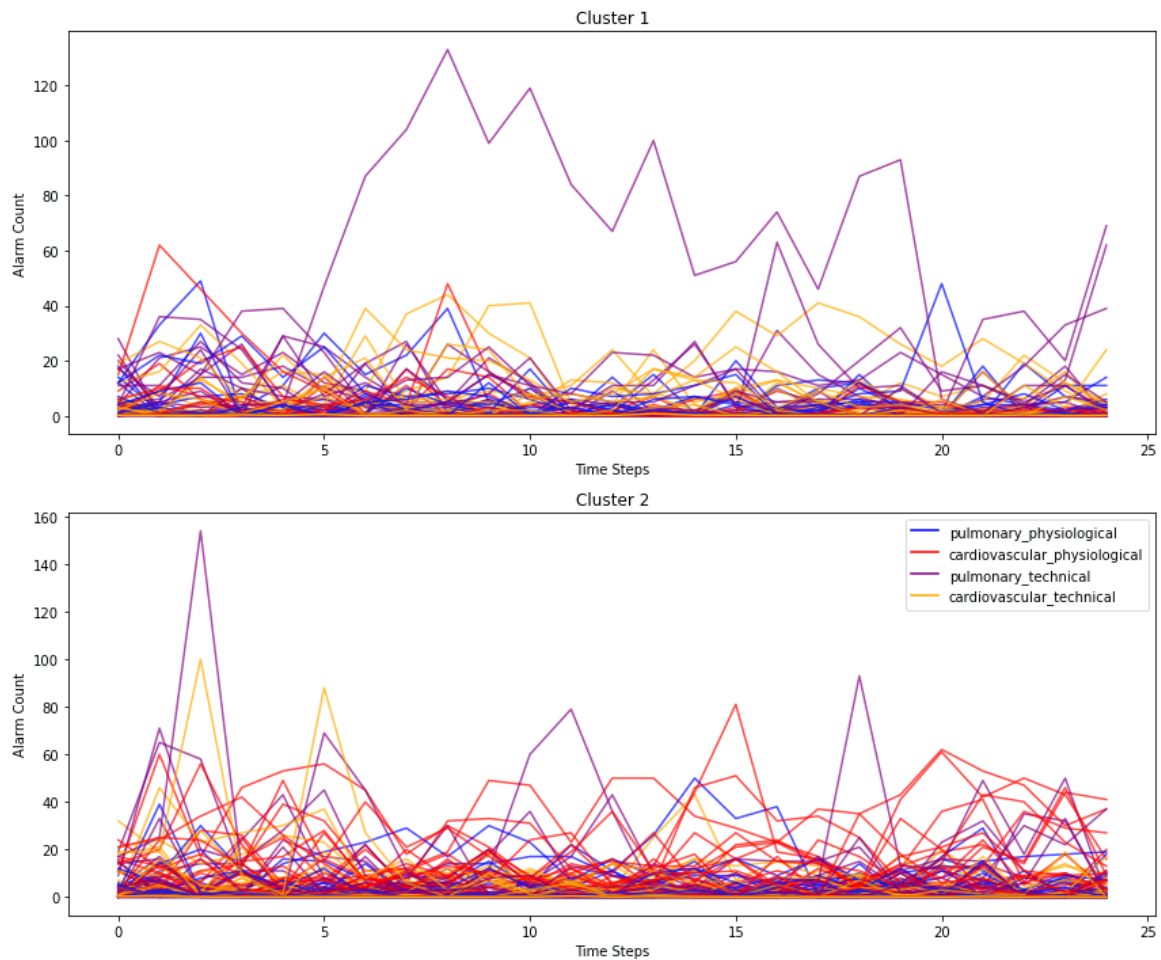 Cluster 1
120
100
80
60
40
20
0
Alarm Count
0 5 10 15 20 25
Time Steps
Cluster 2
160
140
120
100
80
60
40
20
0
Alarm Count
pulmonary_physiological
cardiovascular_physiological
pulmonary_technical
cardiovascular_technical
0 5 10 15 20 25
Time Steps